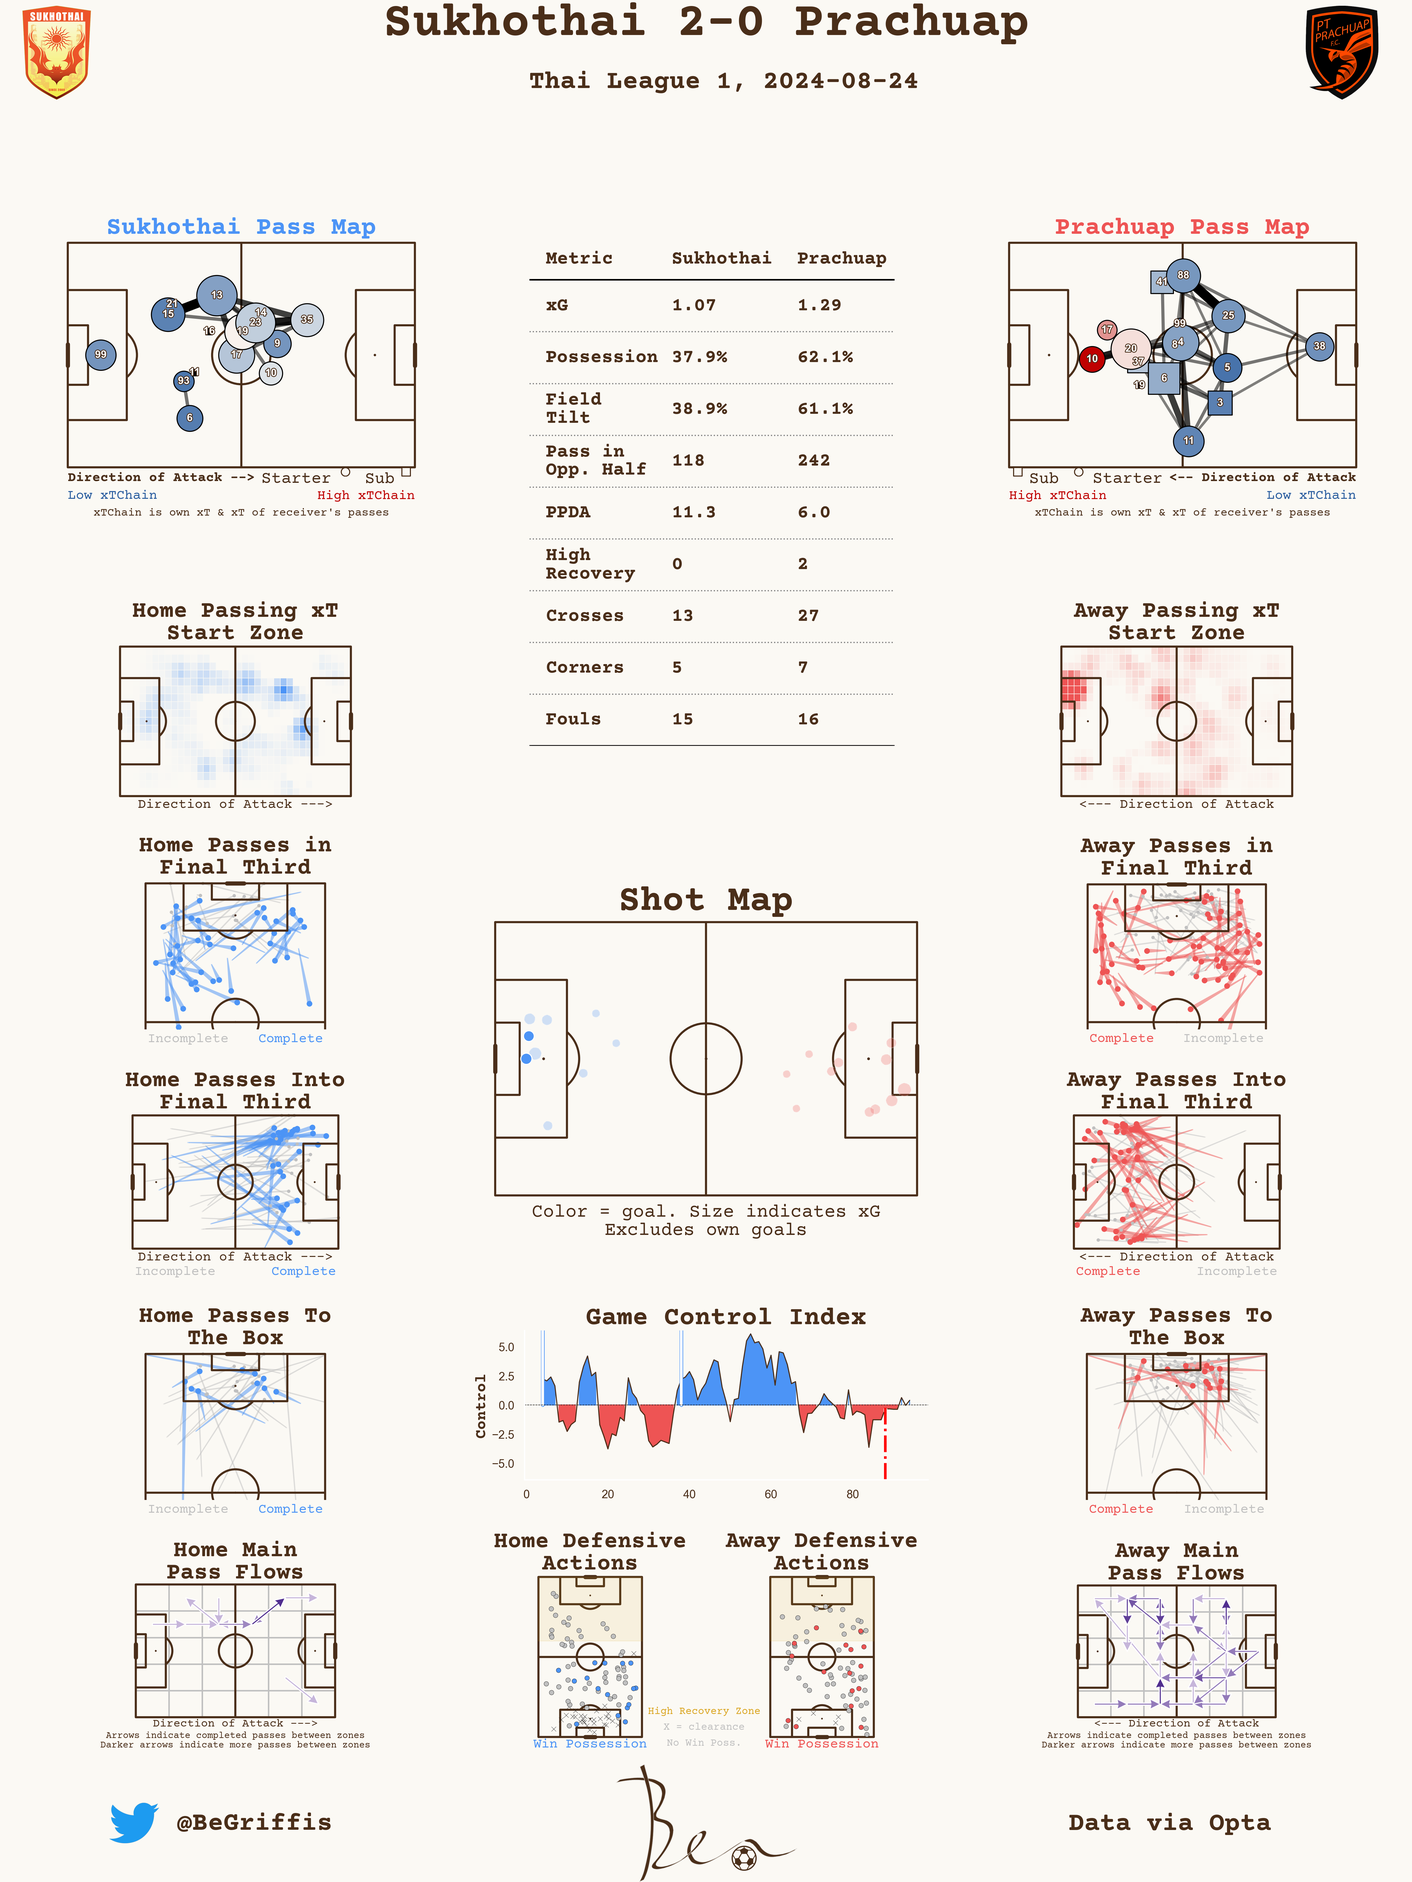 Sukhothai 2-0 Prachuap
Thai League 1, 2024-08-24
SUKHOTHAI
PT
PRACHUAP
F.C.
Sukhothai Pass Map
99
21
15
13
16
11
93
6
14
23
19
17
9
10
35
Direction of Attack --> Starter Sub
Low xTChain High xTChain
xTChain is own xT & xT of receiver's passes
Metric Sukhothai Prachuap
xG 1.07 1.29
Possession 37.9% 62.1%
Field
Tilt 38.9% 61.1%
Pass in
Opp. Half 118 242
PPDA 11.3 6.0
High
Recovery 0 2
Crosses 13 27
Corners 5 7
Fouls 15 16
Prachuap Pass Map
41
88
17
10
20
37
19
99
8
4
6
25
5
3
11
38
Sub Starter <-- Direction of Attack
High xTChain Low xTChain
xTChain is own xT & xT of receiver's passes
Home Passing xT
Start Zone
Direction of Attack --->
Away Passing xT
Start Zone
<--- Direction of Attack
Home Passes in
Final Third
Incomplete Complete
Away Passes in
Final Third
Complete Incomplete
Shot Map
Color = goal. Size indicates xG
Excludes own goals
Home Passes Into
Final Third
Direction of Attack --->
Incomplete Complete
Away Passes Into
Final Third
<--- Direction of Attack
Complete Incomplete
Home Passes To
The Box
Incomplete Complete
Game Control Index
Control
5.0
2.5
0.0
−2.5
−5.0
0 20 40 60 80
Away Passes To
The Box
Complete Incomplete
Home Main
Pass Flows
Direction of Attack --->
Arrows indicate completed passes between zones
Darker arrows indicate more passes between zones
Home Defensive
Actions
Win Possession
High Recovery Zone
X = clearance
No Win Poss.
Away Defensive
Actions
Win Possession
Away Main
Pass Flows
<--- Direction of Attack
Arrows indicate completed passes between zones
Darker arrows indicate more passes between zones
@BeGriffis
Ben
Data via Opta